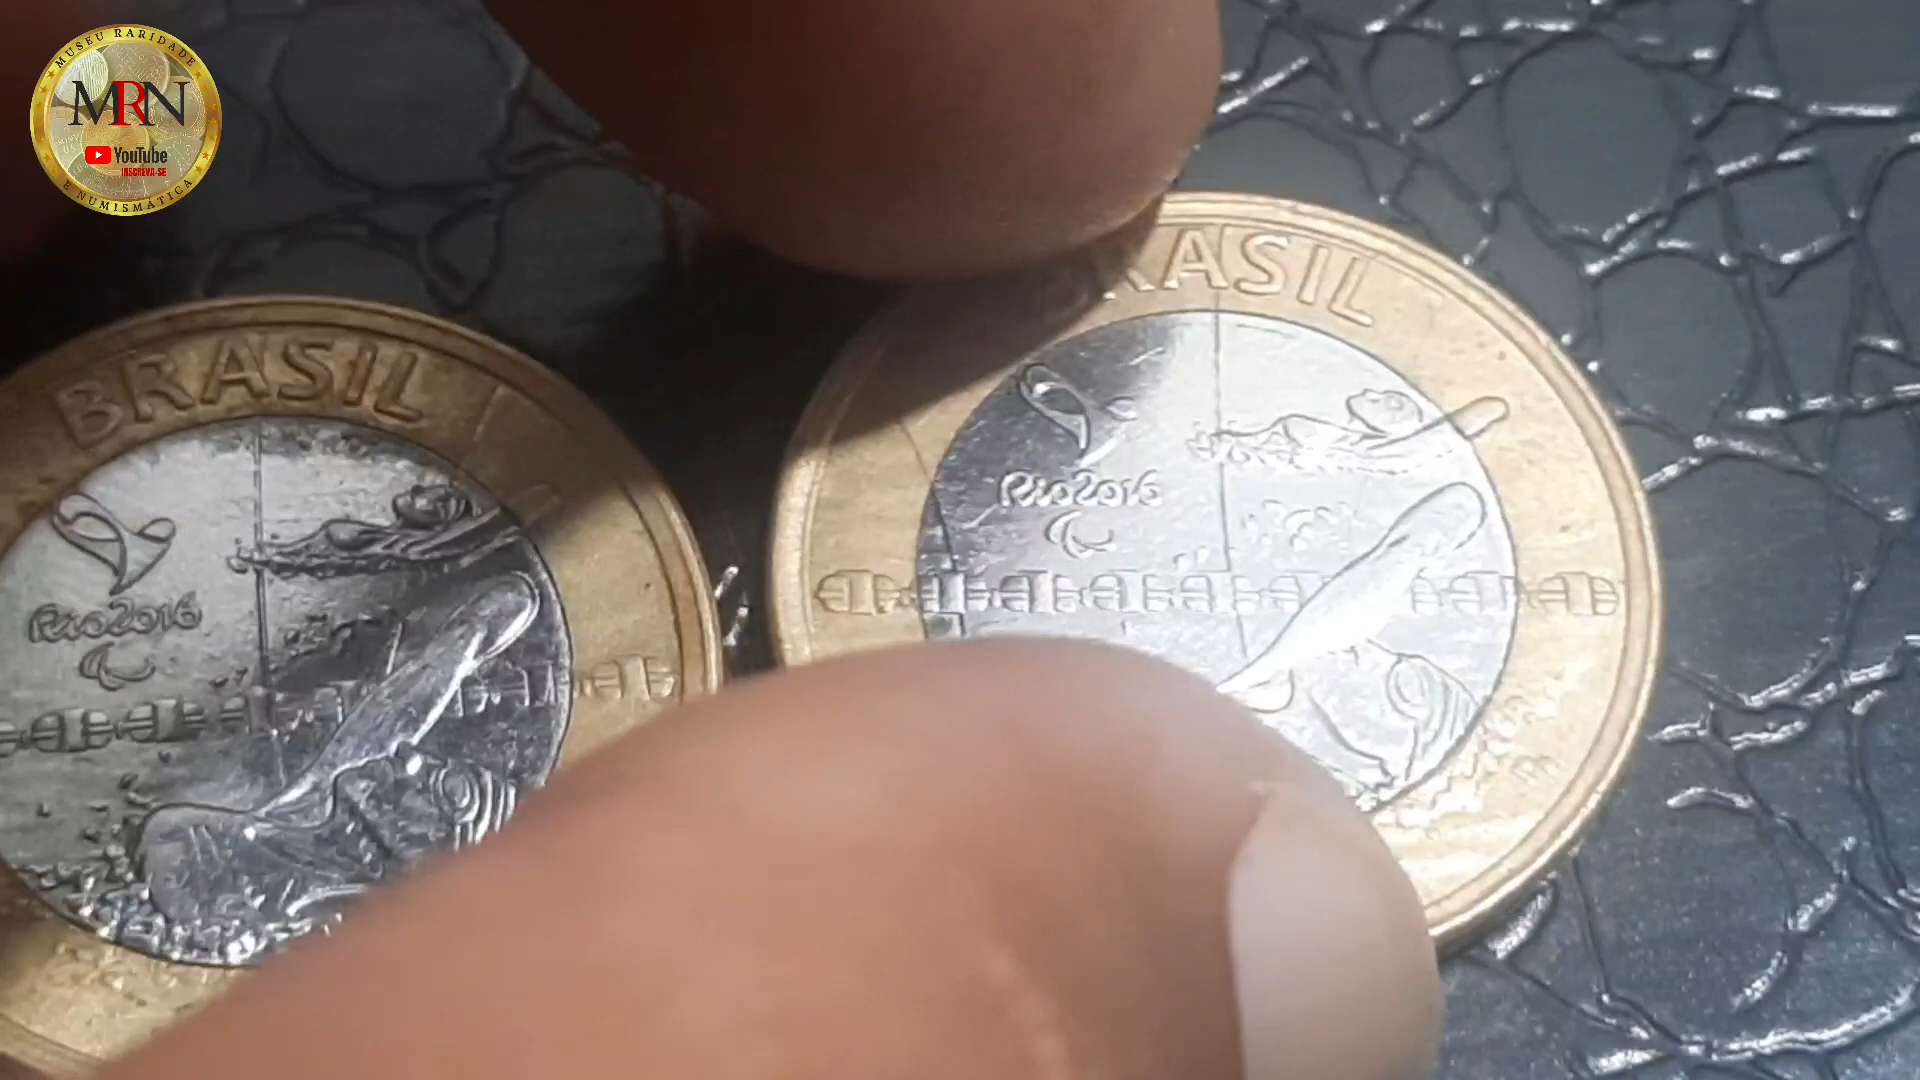 MUSEU RARIDADE
MRN
YouTube
INSCREVA-SE
E NUMISMÁTICA
BRASIL
Rio2016
RASIL
Rio2016